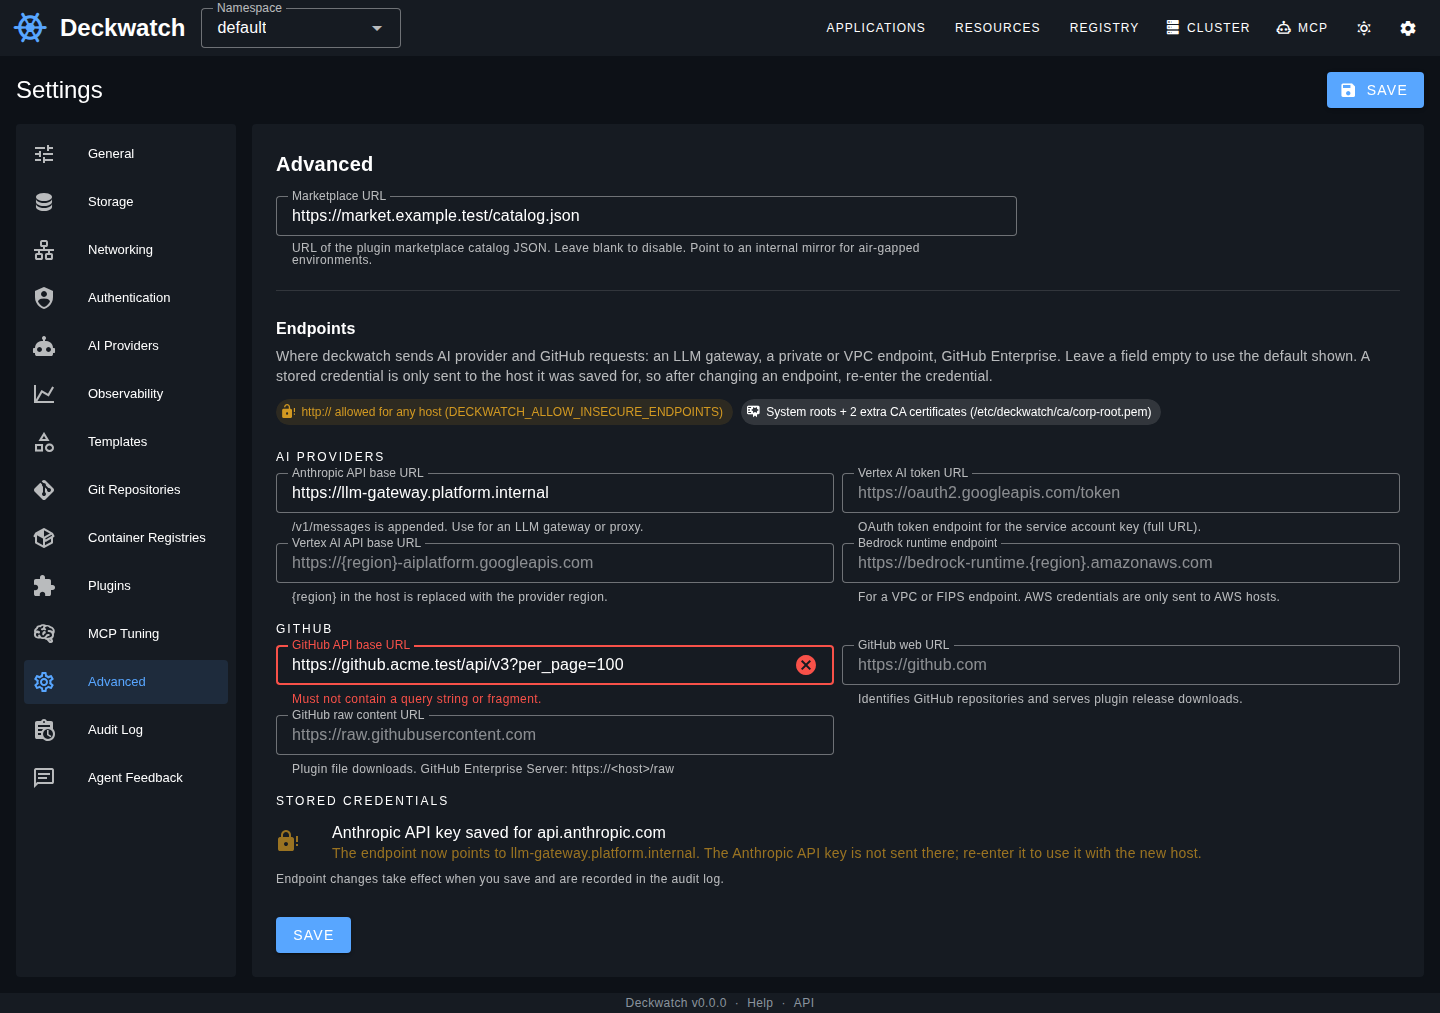 Deckwatch
Namespace
default
APPLICATIONS
RESOURCES
REGISTRY
CLUSTER
MCP
Settings
SAVE
General
Storage
Networking
Authentication
AI Providers
Observability
Templates
Git Repositories
Container Registries
Plugins
MCP Tuning
Advanced
Audit Log
Agent Feedback
Advanced
Marketplace URL
https://market.example.test/catalog.json
URL of the plugin marketplace catalog JSON. Leave blank to disable. Point to an internal mirror for air-gapped
environments.
Endpoints
Where deckwatch sends AI provider and GitHub requests: an LLM gateway, a private or VPC endpoint, GitHub Enterprise. Leave a field empty to use the default shown. A
stored credential is only sent to the host it was saved for, so after changing an endpoint, re-enter the credential.
http:// allowed for any host (DECKWATCH_ALLOW_INSECURE_ENDPOINTS)
System roots + 2 extra CA certificates (/etc/deckwatch/ca/corp-root.pem)
AI PROVIDERS
Anthropic API base URL
https://llm-gateway.platform.internal
/v1/messages is appended. Use for an LLM gateway or proxy.
Vertex AI token URL
https://oauth2.googleapis.com/token
OAuth token endpoint for the service account key (full URL).
Vertex AI API base URL
https://{region}-aiplatform.googleapis.com
{region} in the host is replaced with the provider region.
Bedrock runtime endpoint
https://bedrock-runtime.{region}.amazonaws.com
For a VPC or FIPS endpoint. AWS credentials are only sent to AWS hosts.
GITHUB
GitHub API base URL
https://github.acme.test/api/v3?per_page=100
Must not contain a query string or fragment.
GitHub web URL
https://github.com
Identifies GitHub repositories and serves plugin release downloads.
GitHub raw content URL
https://raw.githubusercontent.com
Plugin file downloads. GitHub Enterprise Server: https://<host>/raw
STORED CREDENTIALS
Anthropic API key saved for api.anthropic.com
The endpoint now points to llm-gateway.platform.internal. The Anthropic API key is not sent there; re-enter it to use it with the new host.
Endpoint changes take effect when you save and are recorded in the audit log.
SAVE
Deckwatch v0.0.0 · Help · API